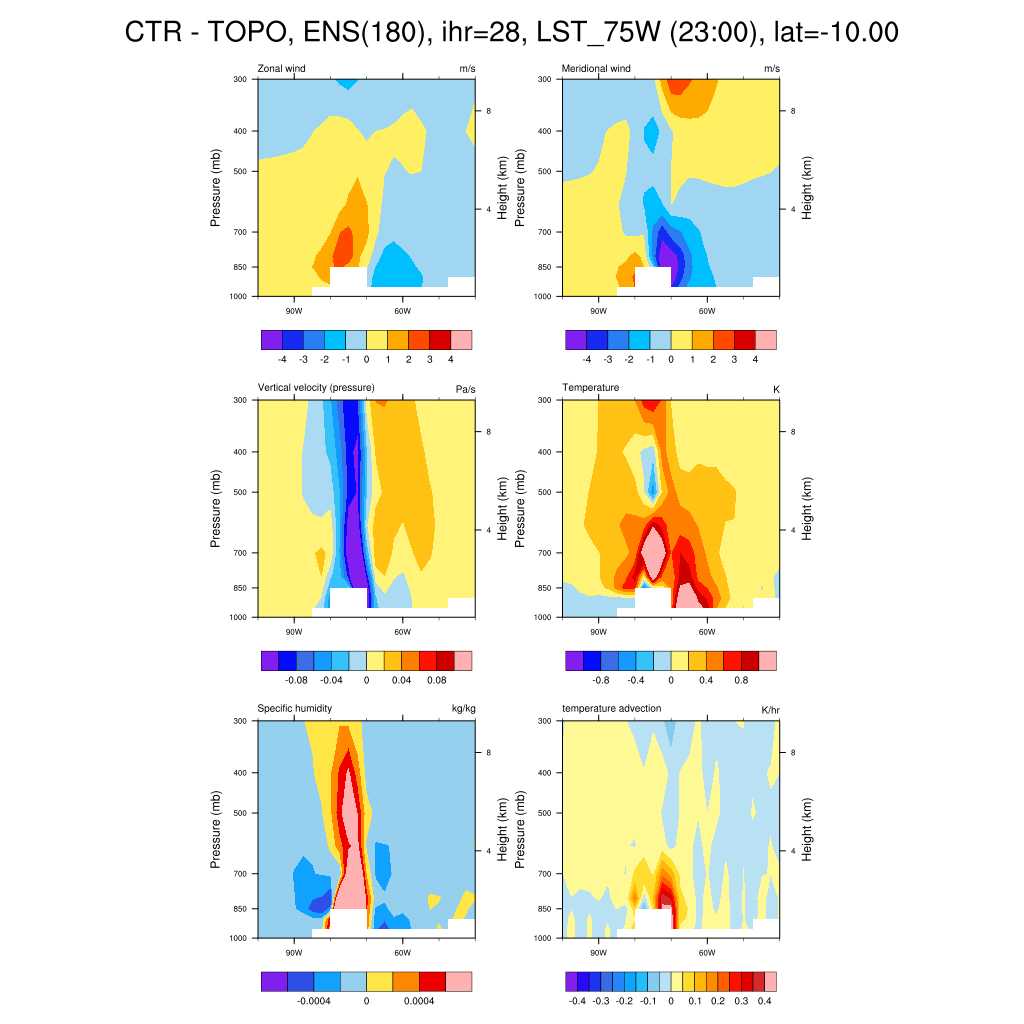 CTR - TOPO, ENS(180), ihr=28, LST_75W (23:00), lat=-10.00
Zonal wind m/s
300
400
500
700
850
1000
Pressure (mb)
8
4
Height (km)
90W 60W
-4 -3 -2 -1 0 1 2 3 4
Meridional wind m/s
300
400
500
700
850
1000
Pressure (mb)
8
4
Height (km)
90W 60W
-4 -3 -2 -1 0 1 2 3 4
Vertical velocity (pressure) Pa/s
300
400
500
700
850
1000
Pressure (mb)
8
4
Height (km)
90W 60W
-0.08 -0.04 0 0.04 0.08
Temperature K
300
400
500
700
850
1000
Pressure (mb)
8
4
Height (km)
90W 60W
-0.8 -0.4 0 0.4 0.8
Specific humidity kg/kg
300
400
500
700
850
1000
Pressure (mb)
8
4
Height (km)
90W 60W
-0.0004 0 0.0004
temperature advection K/hr
300
400
500
700
850
1000
Pressure (mb)
8
4
Height (km)
90W 60W
-0.4 -0.3 -0.2 -0.1 0 0.1 0.2 0.3 0.4